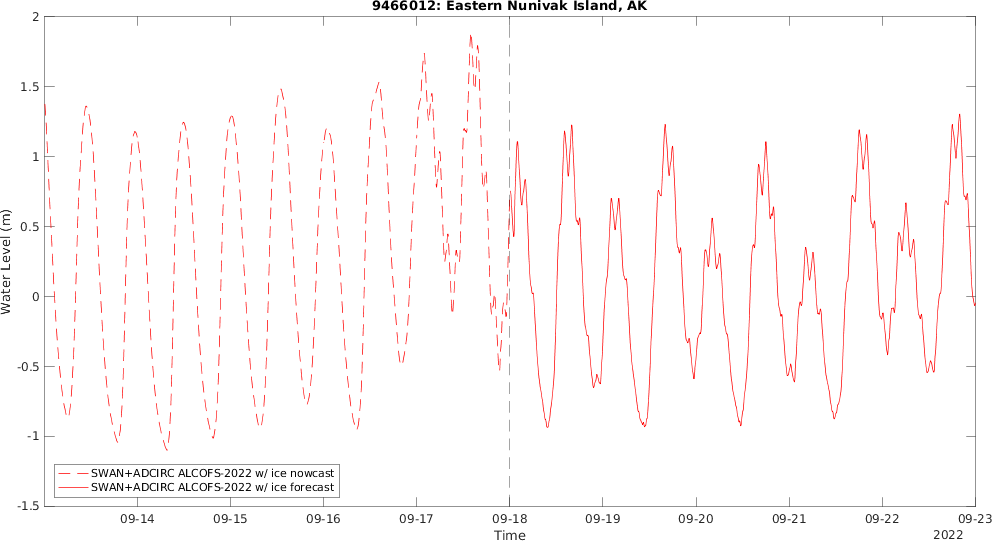 9466012: Eastern Nunivak Island, AK
Water Level (m)
2
1.5
1
0.5
0
-0.5
-1
-1.5
SWAN+ADCIRC ALCOFS-2022 w/ ice nowcast
SWAN+ADCIRC ALCOFS-2022 w/ ice forecast
09-14 09-15 09-16 09-17 09-18 09-19 09-20 09-21 09-22 09-23
Time
2022